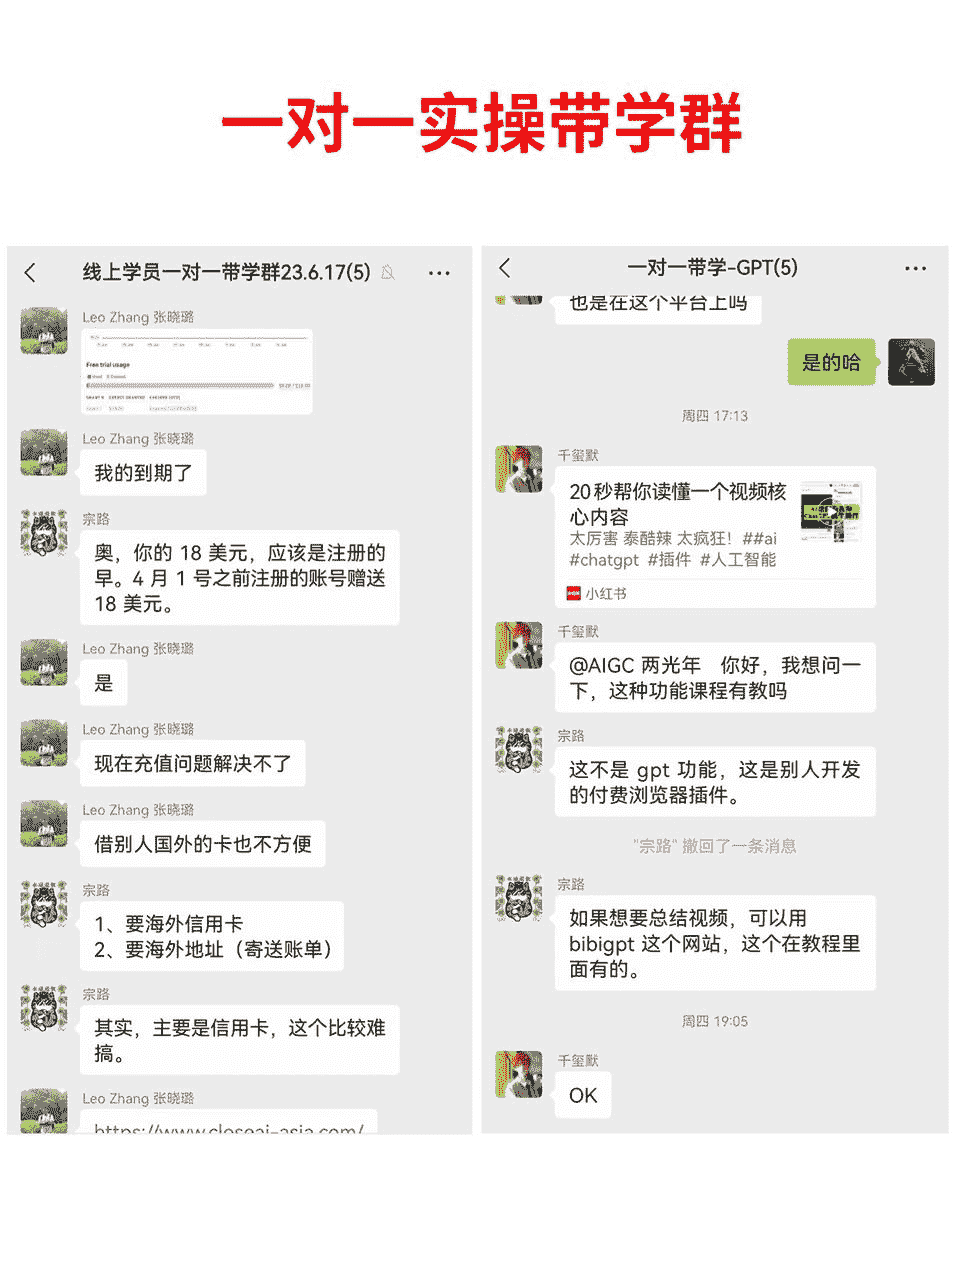 一对一实操带学群
线上学员一对一带学群23.6.17(5)
Leo Zhang 张晓璐
Free trial usage
Leo Zhang 张晓璐
我的到期了
宗路
奥，你的 18 美元，应该是注册的
早。4 月 1 号之前注册的账号赠送
18 美元。
Leo Zhang 张晓璐
是
Leo Zhang 张晓璐
现在充值问题解决不了
Leo Zhang 张晓璐
借别人国外的卡也不方便
宗路
1、要海外信用卡
2、要海外地址（寄送账单）
宗路
其实，主要是信用卡，这个比较难
搞。
Leo Zhang 张晓璐
https://www.closeai-asia.com/
一对一带学-GPT(5)
也是在这个平台上吗
是的哈
周四 17:13
千玺默
20秒帮你读懂一个视频核
心内容
太厉害 泰酷辣 太疯狂！##ai
#chatgpt #插件 #人工智能
小红书
千玺默
@AIGC 两光年 你好，我想问一
下，这种功能课程有教吗
宗路
这不是 gpt 功能，这是别人开发
的付费浏览器插件。
"宗路" 撤回了一条消息
宗路
如果想要总结视频，可以用
bibigpt 这个网站，这个在教程里
面有的。
周四 19:05
千玺默
OK